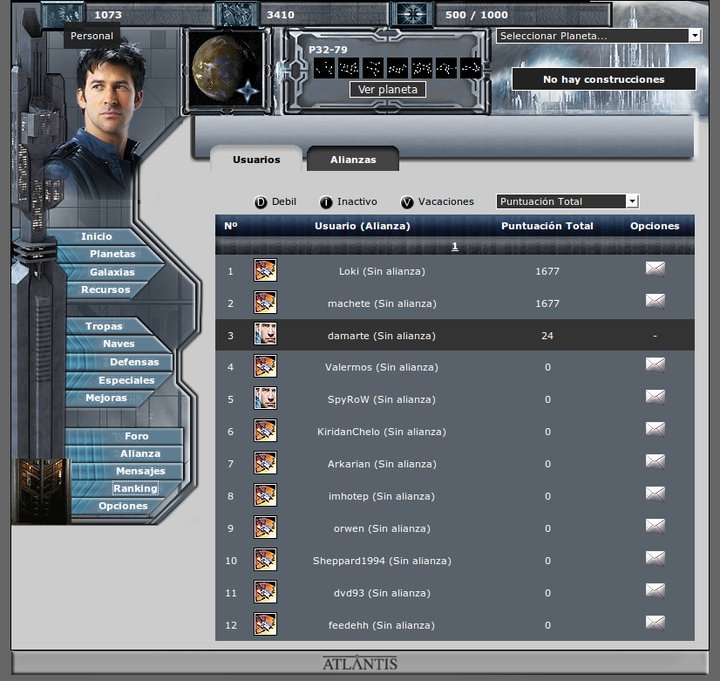 1073 3410 500 / 1000
Personal
Seleccionar Planeta...
P32-79
Ver planeta
No hay construcciones
Usuarios Alianzas
D Debil i Inactivo V Vacaciones Puntuación Total
Nº Usuario (Alianza) Puntuación Total Opciones
1
1 Loki (Sin alianza) 1677
2 machete (Sin alianza) 1677
3 damarte (Sin alianza) 24 -
4 Valermos (Sin alianza) 0
5 SpyRoW (Sin alianza) 0
6 KiridanChelo (Sin alianza) 0
7 Arkarian (Sin alianza) 0
8 imhotep (Sin alianza) 0
9 orwen (Sin alianza) 0
10 Sheppard1994 (Sin alianza) 0
11 dvd93 (Sin alianza) 0
12 feedehh (Sin alianza) 0
Inicio
Planetas
Galaxias
Recursos
Tropas
Naves
Defensas
Especiales
Mejoras
Foro
Alianza
Mensajes
Ranking
Opciones
ATLANTIS